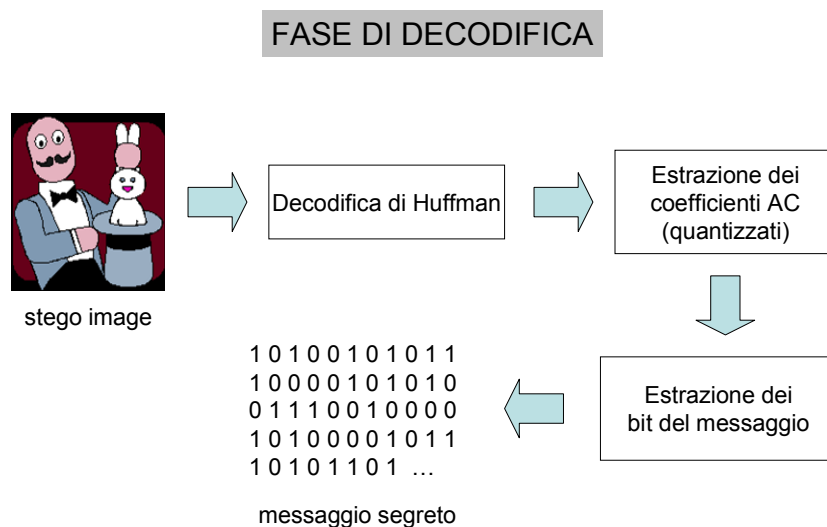 FASE DI DECODIFICA
stego image
Decodifica di Huffman
Estrazione dei
coefficienti AC
(quantizzati)
Estrazione dei
bit del messaggio
1 0 1 0 0 1 0 1 0 1 1
1 0 0 0 0 1 0 1 0 1 0
0 1 1 1 0 0 1 0 0 0 0
1 0 1 0 0 0 0 1 0 1 1
1 0 1 0 1 1 0 1 …
messaggio segreto